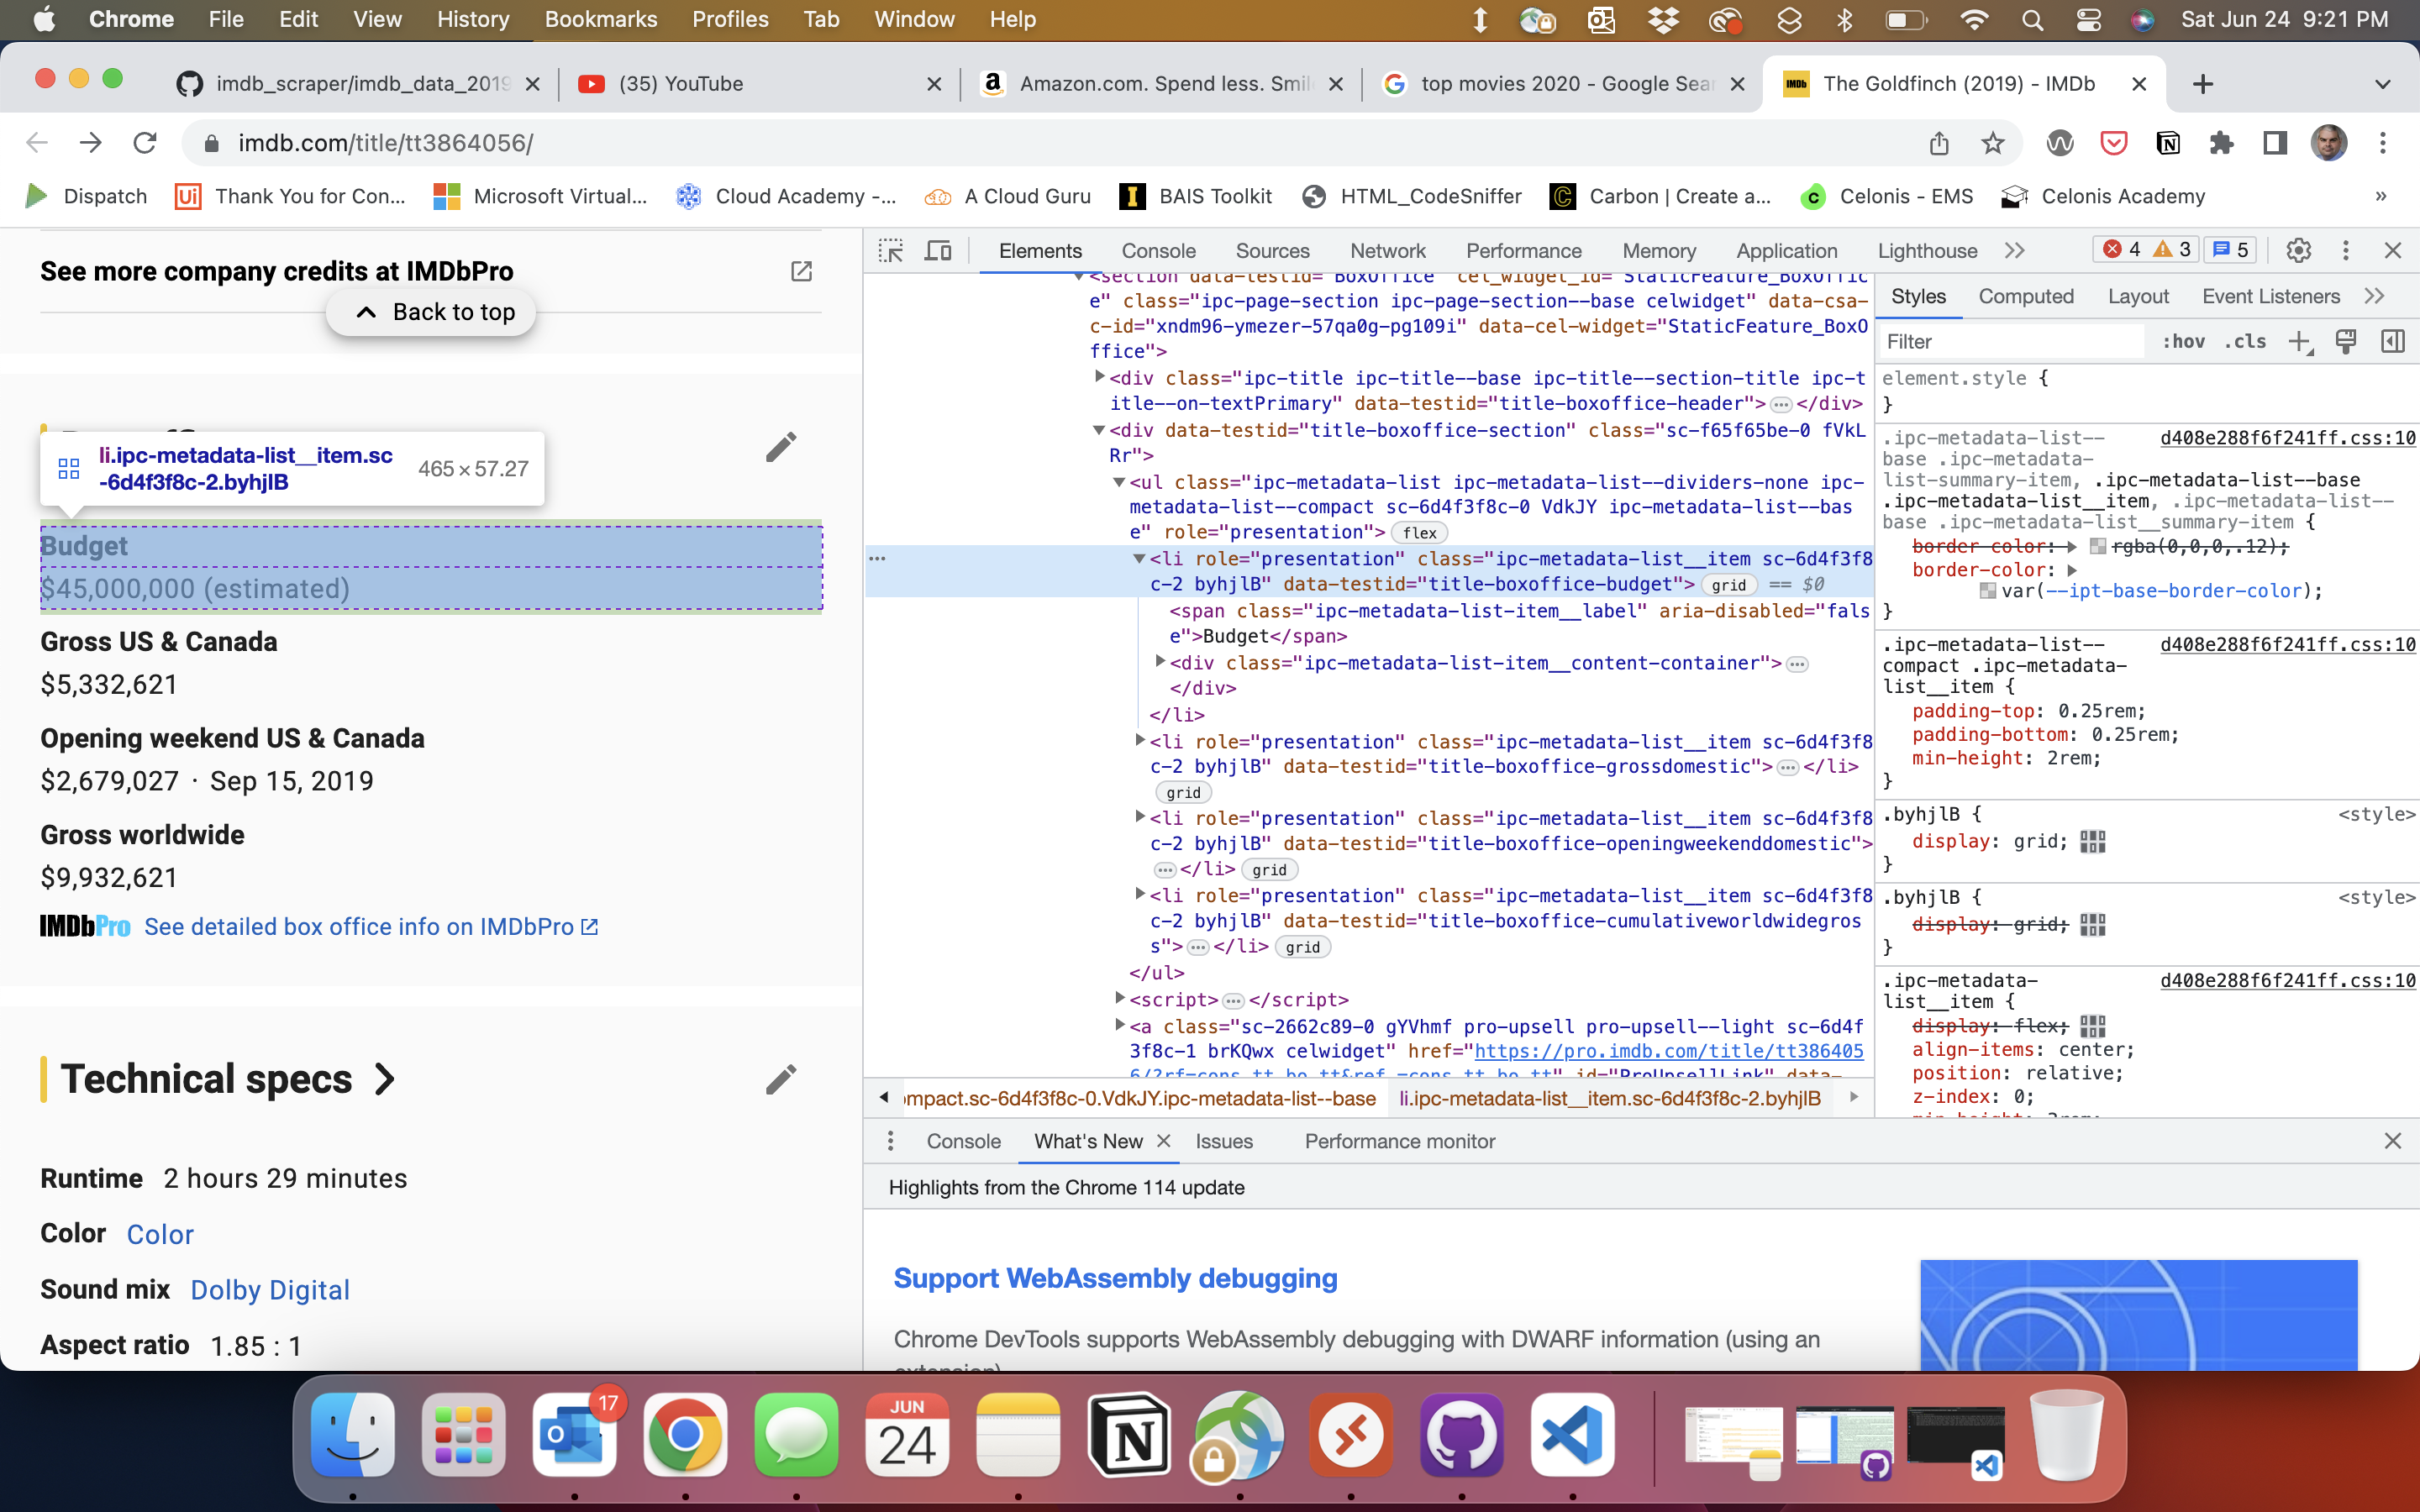 Chrome File Edit View History Bookmarks Profiles Tab Window Help Sat Jun 24 9:21 PM
imdb_scraper/imdb_data_2019 (35) YouTube Amazon.com. Spend less. Smil top movies 2020 - Google Sear The Goldfinch (2019) - IMDb
imdb.com/title/tt3864056/
Dispatch Thank You for Con... Microsoft Virtual... Cloud Academy -... A Cloud Guru BAIS Toolkit HTML_CodeSniffer Carbon | Create a... Celonis - EMS Celonis Academy »
See more company credits at IMDbPro
Back to top
li.ipc-metadata-list__item.sc
-6d4f3f8c-2.byhjlB
465 × 57.27
Budget
$45,000,000 (estimated)
Gross US & Canada
$5,332,621
Opening weekend US & Canada
$2,679,027 · Sep 15, 2019
Gross worldwide
$9,932,621
IMDbPro See detailed box office info on IMDbPro
Technical specs
Runtime 2 hours 29 minutes
Color Color
Sound mix Dolby Digital
Aspect ratio 1.85 : 1
Elements Console Sources Network Performance Memory Application Lighthouse 4 3 5
<section data-testid="BoxOffice" cel_widget_id="StaticFeature_BoxOffic
e" class="ipc-page-section ipc-page-section--base celwidget" data-csa-
c-id="xndm96-ymezer-57qa0g-pg109i" data-cel-widget="StaticFeature_BoxO
ffice">
<div class="ipc-title ipc-title--base ipc-title--section-title ipc-t
itle--on-textPrimary" data-testid="title-boxoffice-header">…</div>
<div data-testid="title-boxoffice-section" class="sc-f65f65be-0 fVkL
Rr">
<ul class="ipc-metadata-list ipc-metadata-list--dividers-none ipc-
metadata-list--compact sc-6d4f3f8c-0 VdkJY ipc-metadata-list--bas
e" role="presentation"> flex
<li role="presentation" class="ipc-metadata-list__item sc-6d4f3f8
c-2 byhjlB" data-testid="title-boxoffice-budget"> grid == $0
<span class="ipc-metadata-list-item__label" aria-disabled="fals
e">Budget</span>
<div class="ipc-metadata-list-item__content-container">…
</div>
</li>
<li role="presentation" class="ipc-metadata-list__item sc-6d4f3f8
c-2 byhjlB" data-testid="title-boxoffice-grossdomestic">…</li>
grid
<li role="presentation" class="ipc-metadata-list__item sc-6d4f3f8
c-2 byhjlB" data-testid="title-boxoffice-openingweekenddomestic">
…</li> grid
<li role="presentation" class="ipc-metadata-list__item sc-6d4f3f8
c-2 byhjlB" data-testid="title-boxoffice-cumulativeworldwidegros
s">…</li> grid
</ul>
<script>…</script>
<a class="sc-2662c89-0 gYVhmf pro-upsell pro-upsell--light sc-6d4f
3f8c-1 brKQwx celwidget" href="https://pro.imdb.com/title/tt386405
6/?rf=cons_tt_bo_tt&ref_=cons_tt_bo_tt" id="ProUpsellLink" data-
ompact.sc-6d4f3f8c-0.VdkJY.ipc-metadata-list--base li.ipc-metadata-list__item.sc-6d4f3f8c-2.byhjlB
Styles Computed Layout Event Listeners
Filter :hov .cls
element.style {
}
.ipc-metadata-list-- d408e288f6f241ff.css:10
base .ipc-metadata-
list-summary-item, .ipc-metadata-list--base
.ipc-metadata-list__item, .ipc-metadata-list--
base .ipc-metadata-list__summary-item {
border-color: rgba(0,0,0,.12);
border-color:
var(--ipt-base-border-color);
}
.ipc-metadata-list-- d408e288f6f241ff.css:10
compact .ipc-metadata-
list__item {
padding-top: 0.25rem;
padding-bottom: 0.25rem;
min-height: 2rem;
}
.byhjlB { <style>
display: grid;
}
.byhjlB { <style>
display: grid;
}
.ipc-metadata- d408e288f6f241ff.css:10
list__item {
display: flex;
align-items: center;
position: relative;
z-index: 0;
min-height: 2rem;
Console What's New Issues Performance monitor
Highlights from the Chrome 114 update
Support WebAssembly debugging
Chrome DevTools supports WebAssembly debugging with DWARF information (using an
extension)
17
JUN
24